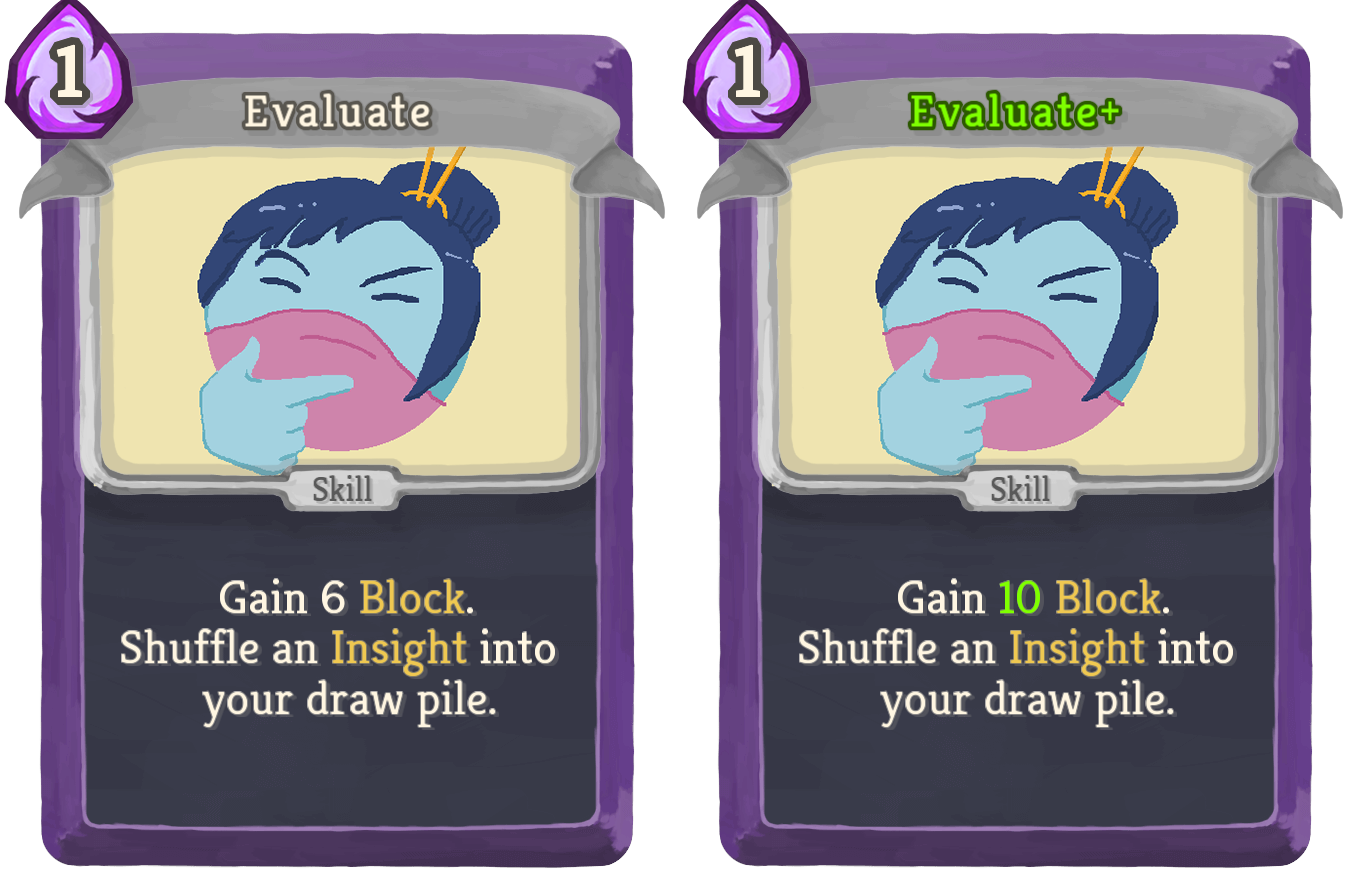 1
Evaluate
Skill
Gain 6 Block.
Shuffle an Insight into
your draw pile.
1
Evaluate+
Skill
Gain 10 Block.
Shuffle an Insight into
your draw pile.